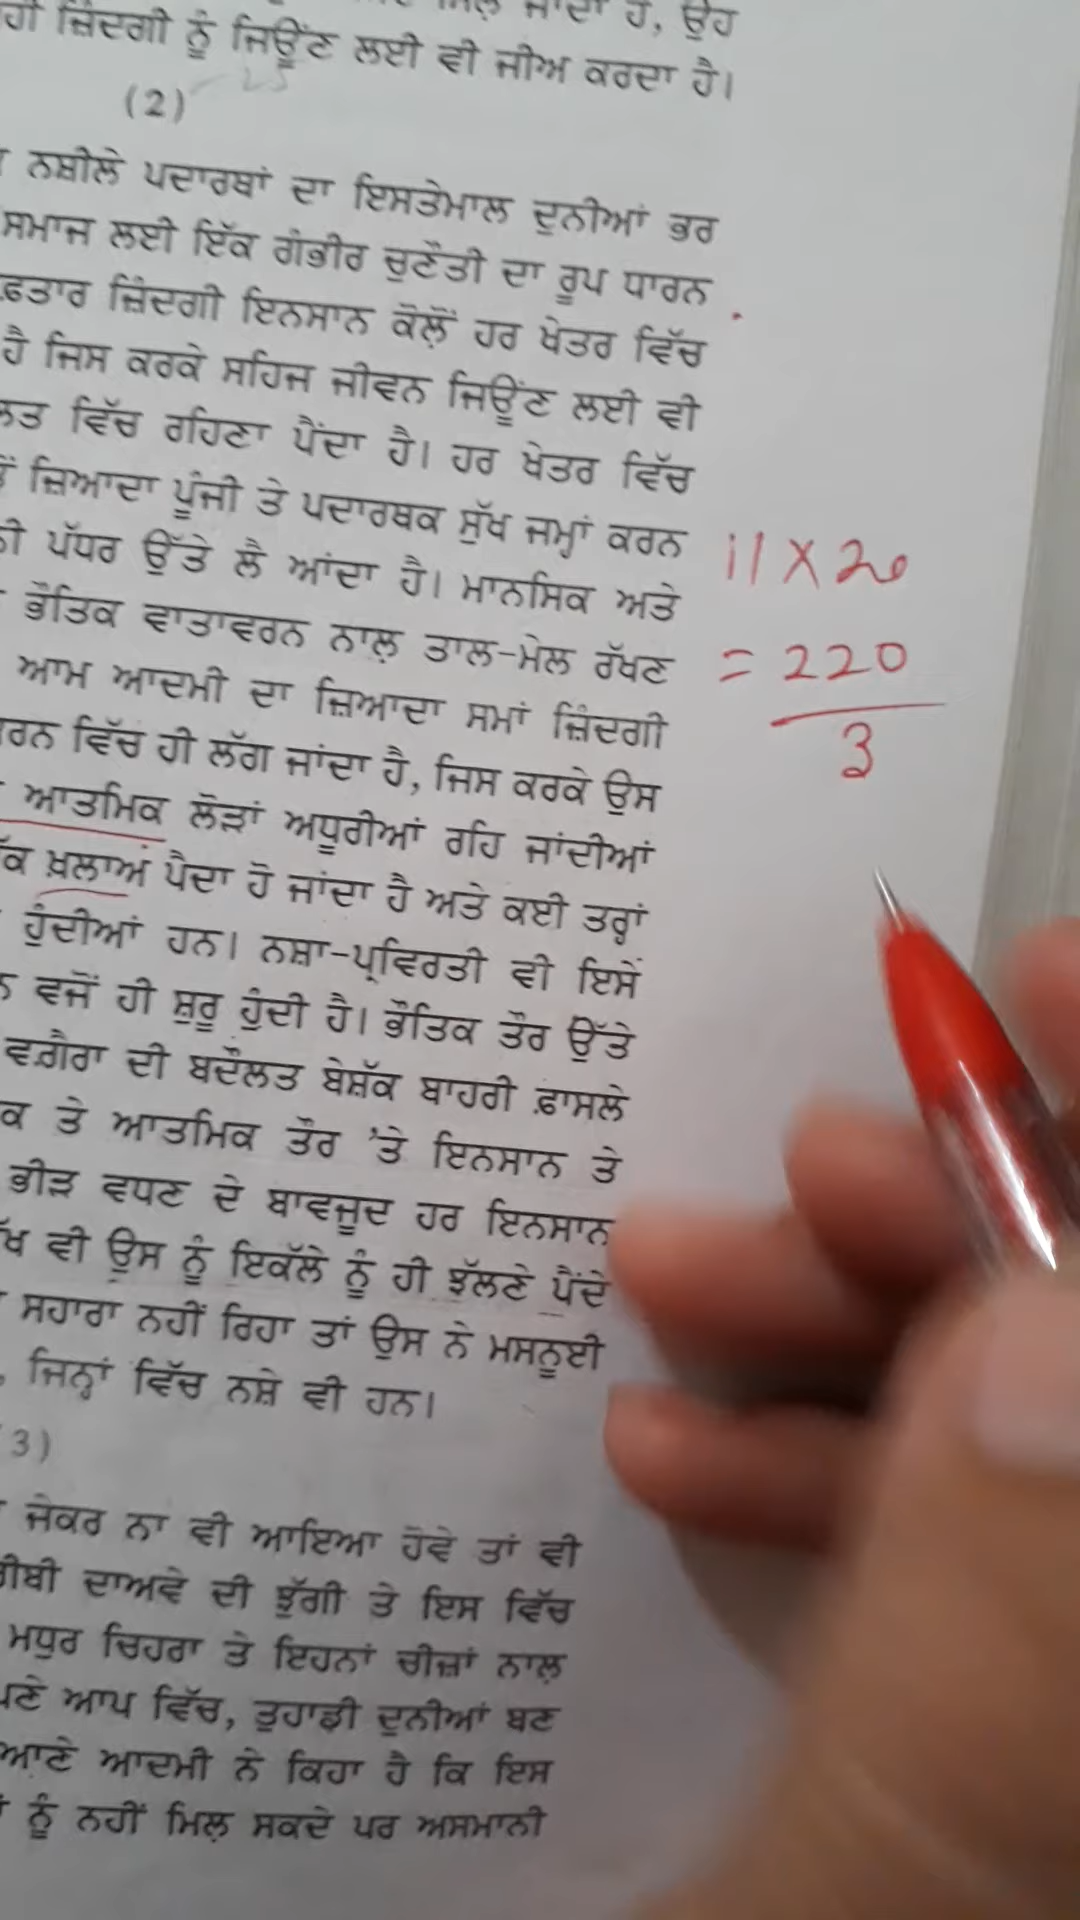 ਜਾਂਦਾ ਹੈ, ਉਹ
ਹੀ ਜ਼ਿੰਦਗੀ ਨੂੰ ਜਿਊਂਣ ਲਈ ਵੀ ਜੀਅ ਕਰਦਾ ਹੈ।
(2)
ਨਸ਼ੀਲੇ ਪਦਾਰਥਾਂ ਦਾ ਇਸਤੇਮਾਲ ਦੁਨੀਆਂ ਭਰ
ਸਮਾਜ ਲਈ ਇੱਕ ਗੰਭੀਰ ਚੁਣੌਤੀ ਦਾ ਰੂਪ ਧਾਰਨ
ਜ਼ਿੰਦਗੀ ਇਨਸਾਨ ਕੋਲ਼ੋਂ ਹਰ ਖੇਤਰ ਵਿੱਚ
ਹੈ ਜਿਸ ਕਰਕੇ ਸਹਿਜ ਜੀਵਨ ਜਿਊਂਣ ਲਈ ਵੀ
ਵਿੱਚ ਰਹਿਣਾ ਪੈਂਦਾ ਹੈ। ਹਰ ਖੇਤਰ ਵਿੱਚ
ਜ਼ਿਆਦਾ ਪੂੰਜੀ ਤੇ ਪਦਾਰਥਕ ਸੁੱਖ ਜਮ੍ਹਾਂ ਕਰਨ
ਪੱਧਰ ਉੱਤੇ ਲੈ ਆਂਦਾ ਹੈ। ਮਾਨਸਿਕ ਅਤੇ
ਭੌਤਿਕ ਵਾਤਾਵਰਨ ਨਾਲ਼ ਤਾਲ-ਮੇਲ ਰੱਖਣ
ਆਮ ਆਦਮੀ ਦਾ ਜ਼ਿਆਦਾ ਸਮਾਂ ਜ਼ਿੰਦਗੀ
ਵਿੱਚ ਹੀ ਲੱਗ ਜਾਂਦਾ ਹੈ, ਜਿਸ ਕਰਕੇ ਉਸ
ਆਤਮਿਕ ਲੋੜਾਂ ਅਧੂਰੀਆਂ ਰਹਿ ਜਾਂਦੀਆਂ
ਖ਼ਲਾਅ ਪੈਦਾ ਹੋ ਜਾਂਦਾ ਹੈ ਅਤੇ ਕਈ ਤਰ੍ਹਾਂ
ਹੁੰਦੀਆਂ ਹਨ। ਨਸ਼ਾ-ਪ੍ਰਵਿਰਤੀ ਵੀ ਇਸੇ
ਵਜੋਂ ਹੀ ਸ਼ੁਰੂ ਹੁੰਦੀ ਹੈ। ਭੌਤਿਕ ਤੌਰ ਉੱਤੇ
ਵਗ਼ੈਰਾ ਦੀ ਬਦੌਲਤ ਬੇਸ਼ੱਕ ਬਾਹਰੀ ਫ਼ਾਸਲੇ
ਤੇ ਆਤਮਿਕ ਤੌਰ 'ਤੇ ਇਨਸਾਨ ਤੇ
ਭੀੜ ਵਧਣ ਦੇ ਬਾਵਜੂਦ ਹਰ ਇਨਸਾਨ
ਵੀ ਉਸ ਨੂੰ ਇਕੱਲੇ ਨੂੰ ਹੀ ਝੱਲਣੇ ਪੈਂਦੇ
ਸਹਾਰਾ ਨਹੀਂ ਰਿਹਾ ਤਾਂ ਉਸ ਨੇ ਮਸਨੂਈ
, ਜਿਨ੍ਹਾਂ ਵਿੱਚ ਨਸ਼ੇ ਵੀ ਹਨ।
3)
ਜੇਕਰ ਨਾ ਵੀ ਆਇਆ ਹੋਵੇ ਤਾਂ ਵੀ
ਦਾਅਵੇ ਦੀ ਝੁੱਗੀ ਤੇ ਇਸ ਵਿੱਚ
ਮਧੁਰ ਚਿਹਰਾ ਤੇ ਇਹਨਾਂ ਚੀਜ਼ਾਂ ਨਾਲ਼
ਆਪ ਵਿੱਚ, ਤੁਹਾਡੀ ਦੁਨੀਆਂ ਬਣ
ਆਦਮੀ ਨੇ ਕਿਹਾ ਹੈ ਕਿ ਇਸ
ਨੂੰ ਨਹੀਂ ਮਿਲ਼ ਸਕਦੇ ਪਰ ਅਸਮਾਨੀ
11 X 20
= 220
3